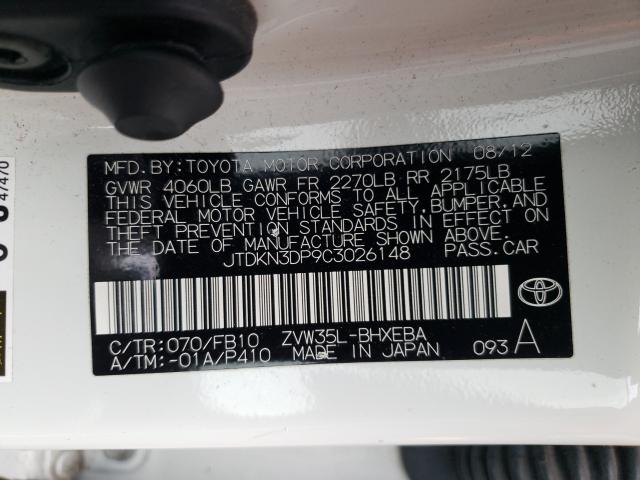 MFD. BY: TOYOTA MOTOR CORPORATION 08/12
GVWR 4060LB GAWR FR 2270LB RR 2175LB
THIS VEHICLE CONFORMS TO ALL APPLICABLE
FEDERAL MOTOR VEHICLE SAFETY, BUMPER, AND
THEFT PREVENTION STANDARDS IN EFFECT ON
THE DATE OF MANUFACTURE SHOWN ABOVE.
JTDKN3DP9C3026148 PASS.CAR
C/TR:070/FB10 ZVW35L-BHXEBA
A/TM:-01A/P410 MADE IN JAPAN 093 A
47470